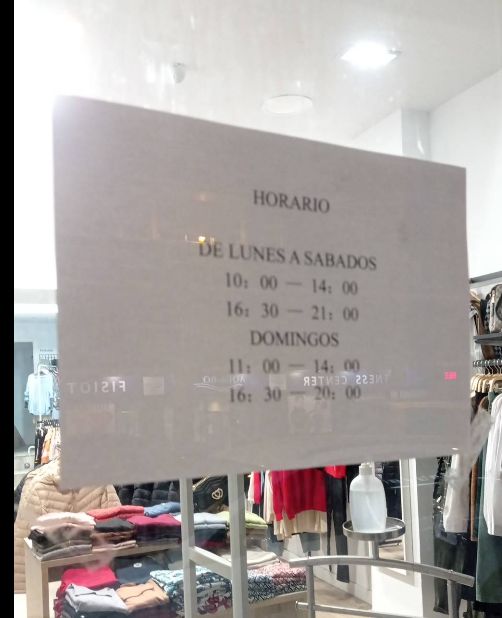 HORARIO
DE LUNES A SABADOS
10: 00 — 14: 00
16: 30 — 21: 00
DOMINGOS
11: 00 — 14: 00
16: 30 — 20: 00